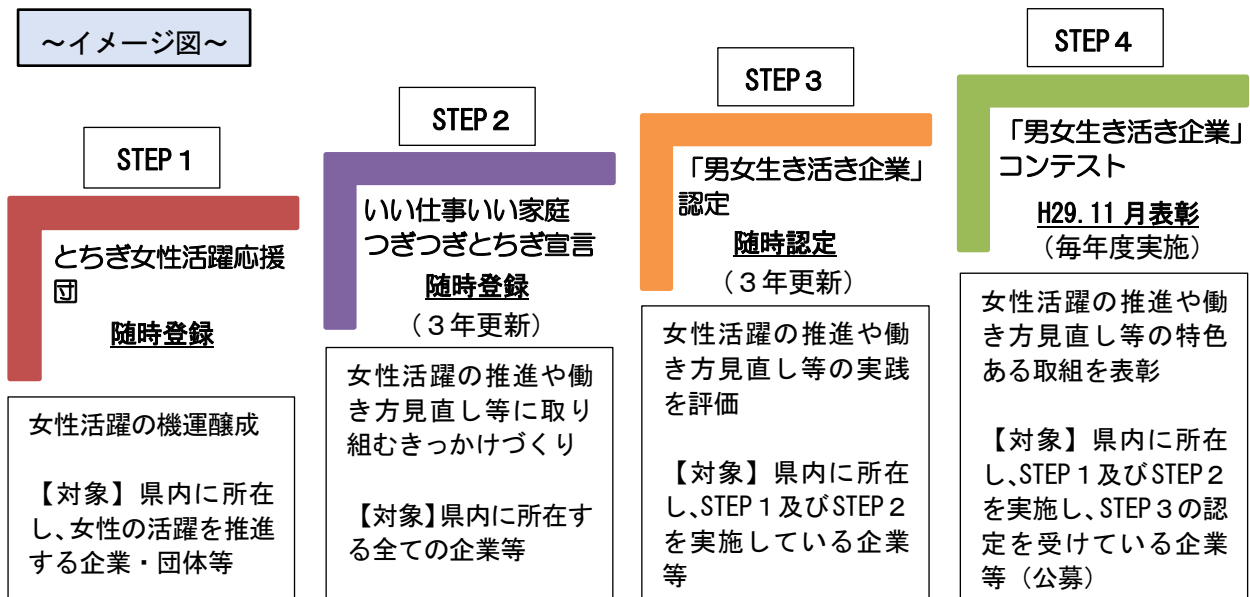 ～イメージ図～
STEP 1
とちぎ女性活躍応援
団
随時登録
女性活躍の機運醸成
【対象】県内に所在
し、女性の活躍を推進
する企業・団体等
STEP 2
いい仕事いい家庭
つぎつぎとちぎ宣言
随時登録
（３年更新）
女性活躍の推進や働
き方見直し等に取り
組むきっかけづくり
【対象】県内に所在す
る全ての企業等
STEP 3
「男女生き活き企業」
認定
随時認定
（３年更新）
女性活躍の推進や働
き方見直し等の実践
を評価
【対象】県内に所在
し、STEP１及びSTEP２
を実施している企業
等
STEP 4
「男女生き活き企業」
コンテスト
H29.11 月表彰
（毎年度実施）
女性活躍の推進や働
き方見直し等の特色
ある取組を表彰
【対象】県内に所在
し、STEP１及びSTEP２
を実施し、STEP３の認
定を受けている企業
等（公募）